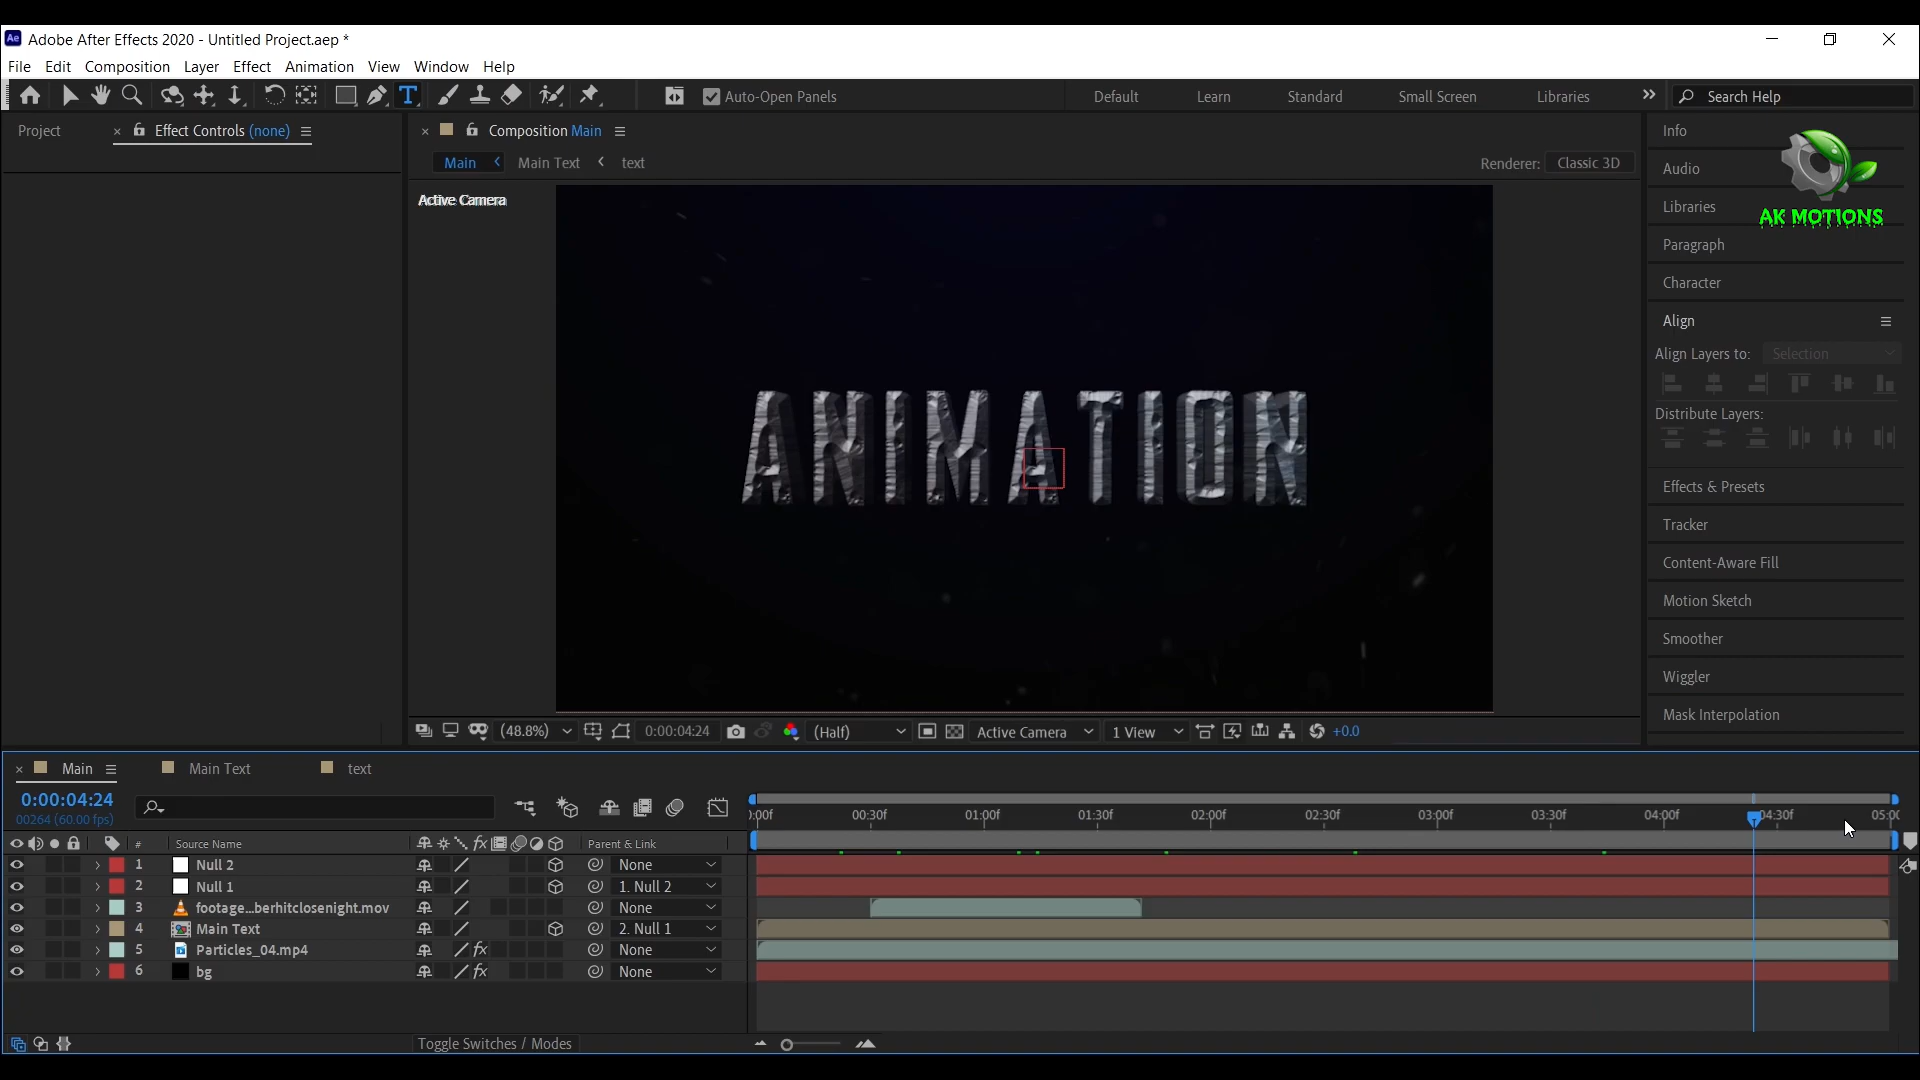 Ae Adobe After Effects 2020 - Untitled Project.aep *
File Edit Composition Layer Effect Animation View Window Help
Auto-Open Panels Default Learn Standard Small Screen Libraries Search Help
Project × Effect Controls (none) × Composition Main
Main Main Text text Renderer: Classic 3D
Active Camera
ANIMATION
Info
Audio
Libraries
Paragraph
Character
Align
Align Layers to: Selection
Distribute Layers:
Effects & Presets
Tracker
Content-Aware Fill
Motion Sketch
Smoother
Wiggler
Mask Interpolation
AK MOTIONS
(48.8%) 0:00:04:24 (Half) Active Camera 1 View +0.0
× Main Main Text text
0:00:04:24
00264 (60.00 fps)
00:30f 01:00f 01:30f 02:00f 02:30f 03:00f 03:30f 04:00f 04:30f
# Source Name fx Parent & Link
1 Null 2 None
2 Null 1 1. Null 2
3 footage...berhitclosenight.mov None
4 Main Text 2. Null 1
5 Particles_04.mp4 fx None
6 bg fx None
Toggle Switches / Modes